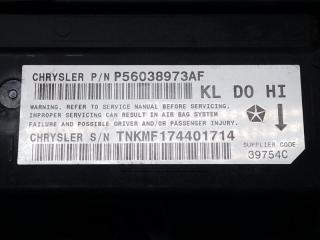 CHRYSLER P/N P56038973AF
KL DO HI
WARNING. REFER TO SERVICE MANUAL BEFORE SERVICING.
IMPROPER SERVICING CAN RESULT IN AIR BAG SYSTEM
FAILURE AND POSSIBLE DRIVER AND/OR PASSENGER INJURY.
CHRYSLER S/N TNKMF174401714
SUPPLIER CODE
39754C